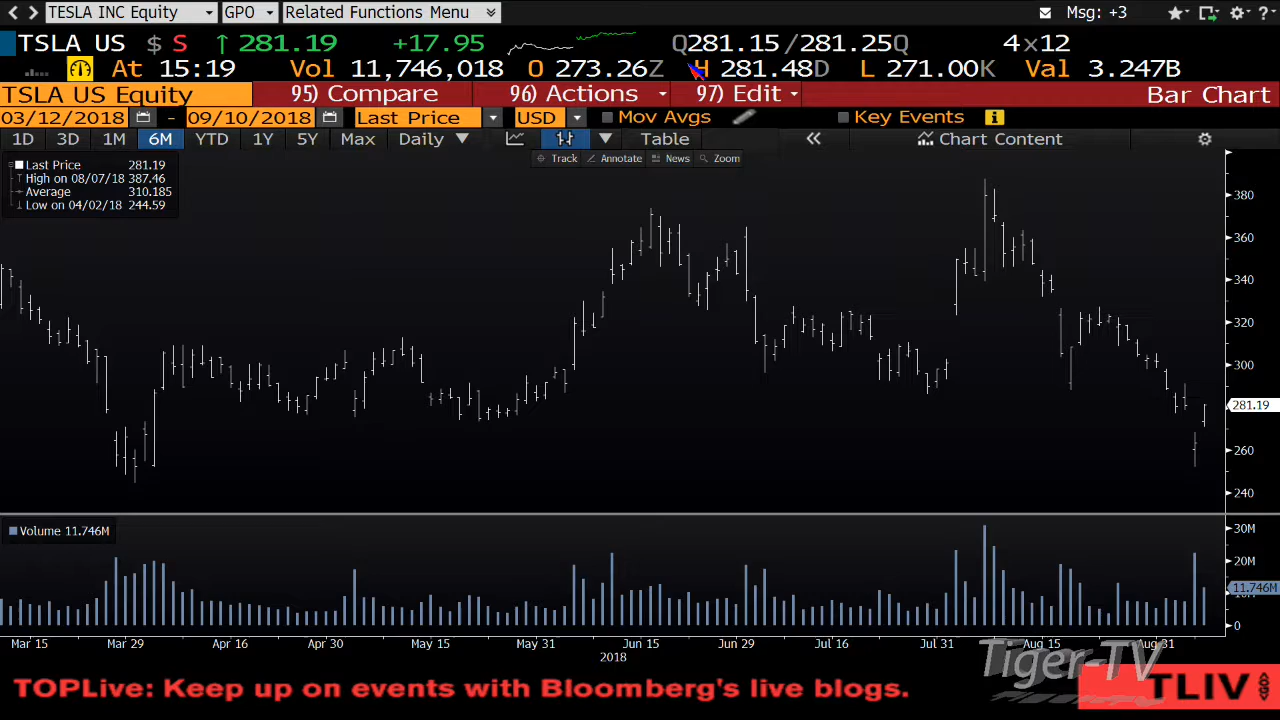 TESLA INC Equity GPO Related Functions Menu Msg: +3 ?
TSLA US $ S ↑ 281.19 +17.95 Q281.15/281.25Q 4x12
At 15:19 Vol 11,746,018 O 273.26Z H 281.48D L 271.00K Val 3.247B
TSLA US Equity 95) Compare 96) Actions 97) Edit Bar Chart
03/12/2018 - 09/10/2018 Last Price USD Mov Avgs Key Events i
1D 3D 1M 6M YTD 1Y 5Y Max Daily ▼ Table « Chart Content
Track Annotate News Zoom
Last Price 281.19
High on 08/07/18 387.46
Average 310.185
Low on 04/02/18 244.59
380
360
340
320
300
281.19
260
240
Volume 11.746M
30M
20M
11.746M
0
Mar 15 Mar 29 Apr 16 Apr 30 May 15 May 31 Jun 15 Jun 29 Jul 16 Jul 31 Aug 15 Aug 31
2018
Tiger-TV
TOPLive: Keep up on events with Bloomberg's live blogs. TLIV